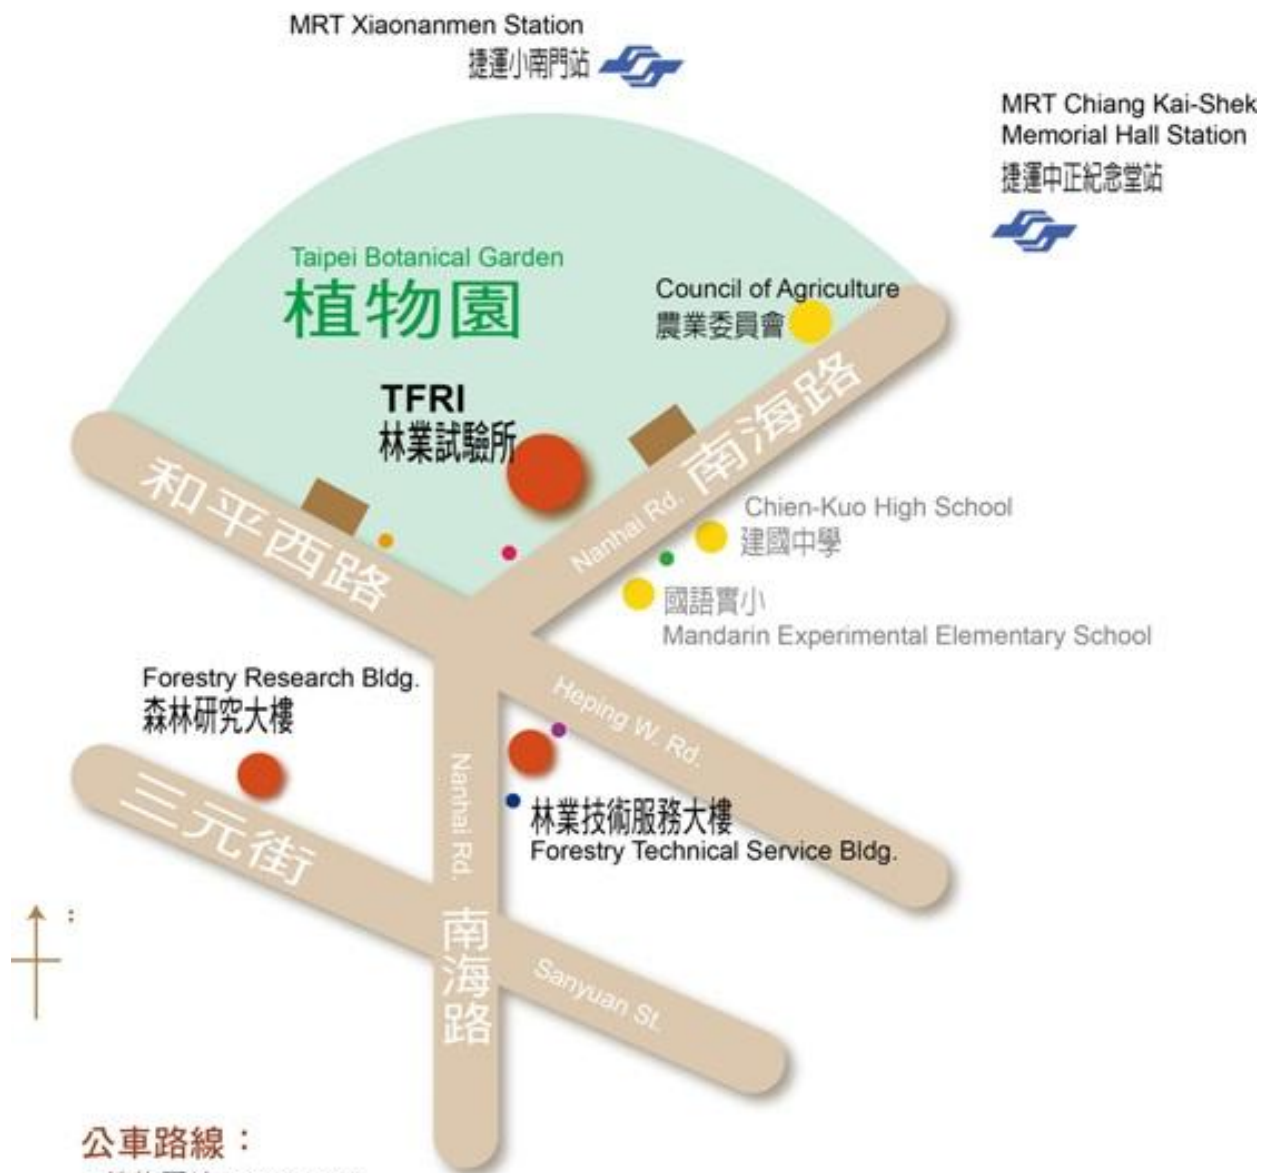 MRT Xiaonanmen Station
捷運小南門站
MRT Chiang Kai-Shek
Memorial Hall Station
捷運中正紀念堂站
Taipei Botanical Garden
植物園
Council of Agriculture
農業委員會
TFRI
林業試驗所
和平西路
Nanhai Rd. 南海路
Chien-Kuo High School
建國中學
國語實小
Mandarin Experimental Elementary School
Forestry Research Bldg.
森林研究大樓
Heping W. Rd.
三元街
Nanhai Rd. 南海路
林業技術服務大樓
Forestry Technical Service Bldg.
Sanyuan St.
:
公車路線：